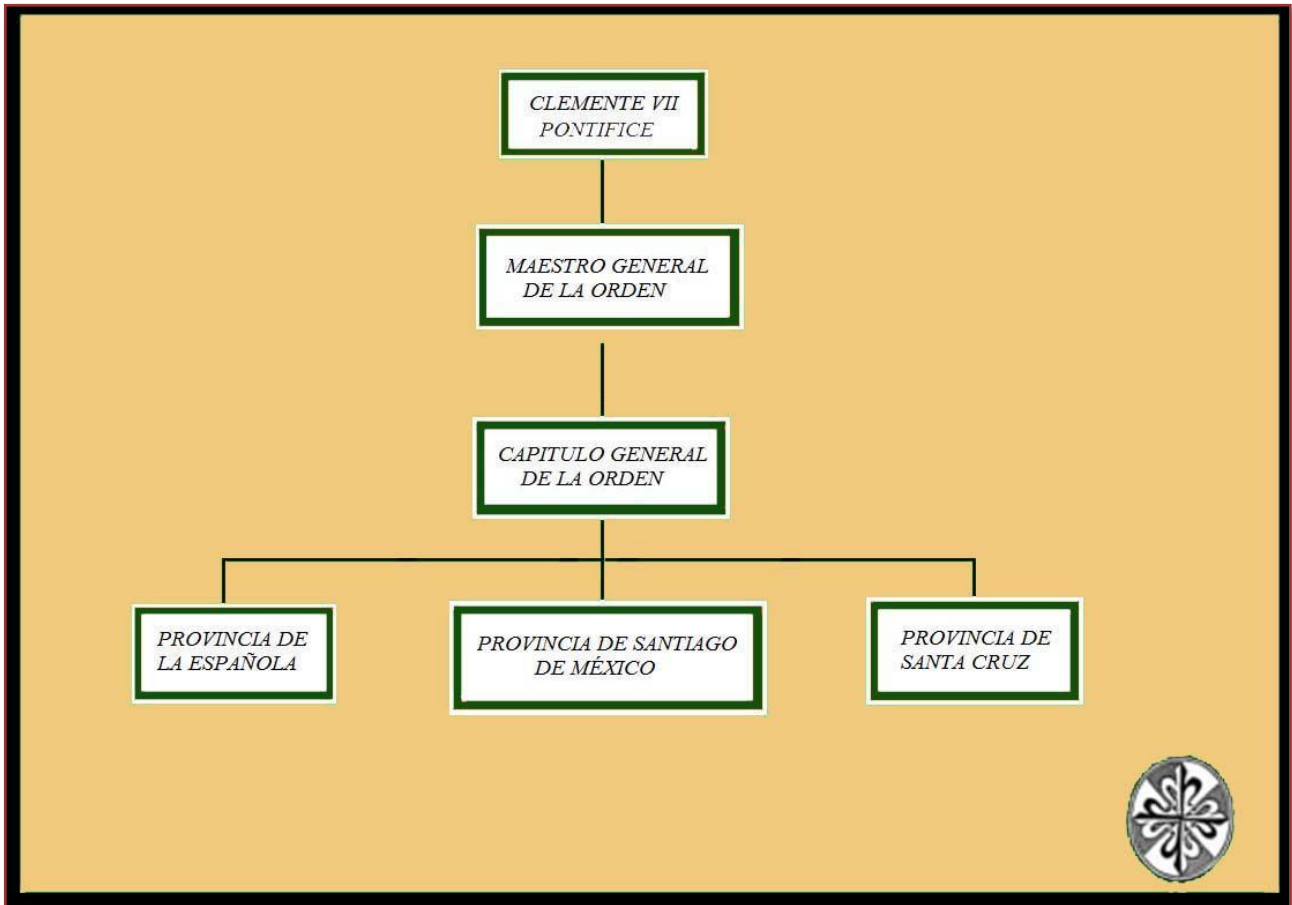 CLEMENTE VII
PONTIFICE
MAESTRO GENERAL
DE LA ORDEN
CAPITULO GENERAL
DE LA ORDEN
PROVINCIA DE
LA ESPAÑOLA
PROVINCIA DE SANTIAGO
DE MÉXICO
PROVINCIA DE
SANTA CRUZ